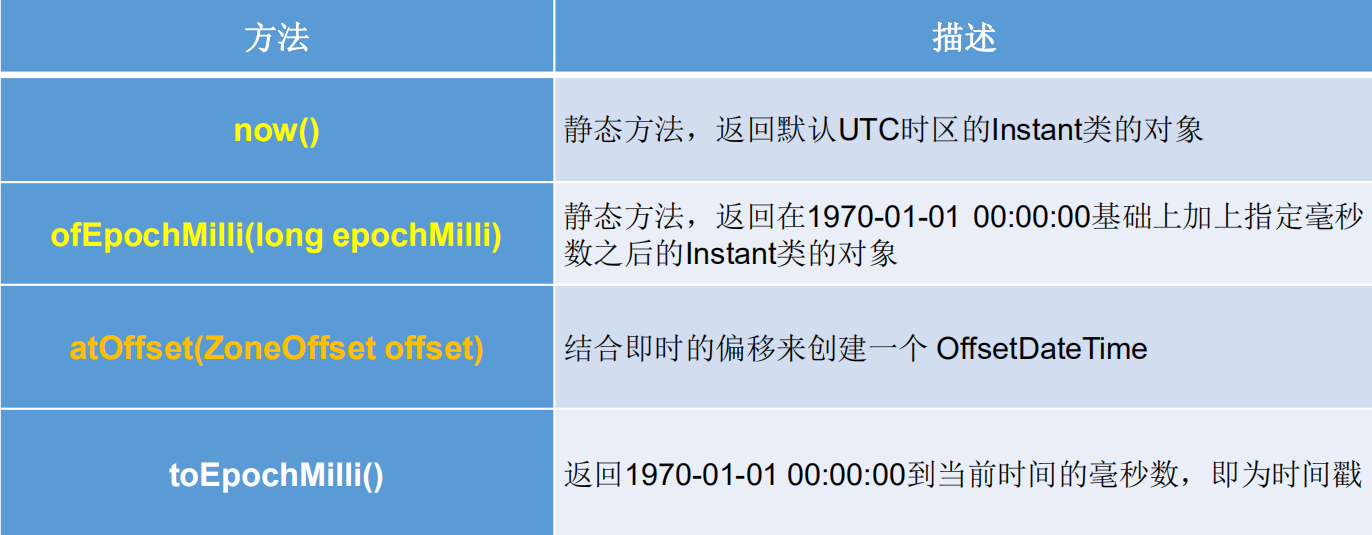 方法
描述
now()
静态方法，返回默认UTC时区的Instant类的对象
ofEpochMilli(long epochMilli)
静态方法，返回在1970-01-01 00:00:00基础上加上指定毫秒
数之后的Instant类的对象
atOffset(ZoneOffset offset)
结合即时的偏移来创建一个 OffsetDateTime
toEpochMilli()
返回1970-01-01 00:00:00到当前时间的毫秒数，即为时间戳